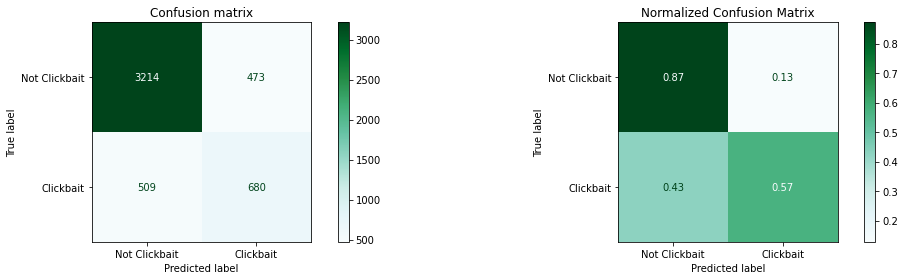 Confusion matrix
3214 473
509 680
Not Clickbait
Clickbait
True label
Not Clickbait Clickbait
Predicted label
3000
2500
2000
1500
1000
500
Normalized Confusion Matrix
0.87 0.13
0.43 0.57
Not Clickbait
Clickbait
True label
Not Clickbait Clickbait
Predicted label
0.8
0.7
0.6
0.5
0.4
0.3
0.2